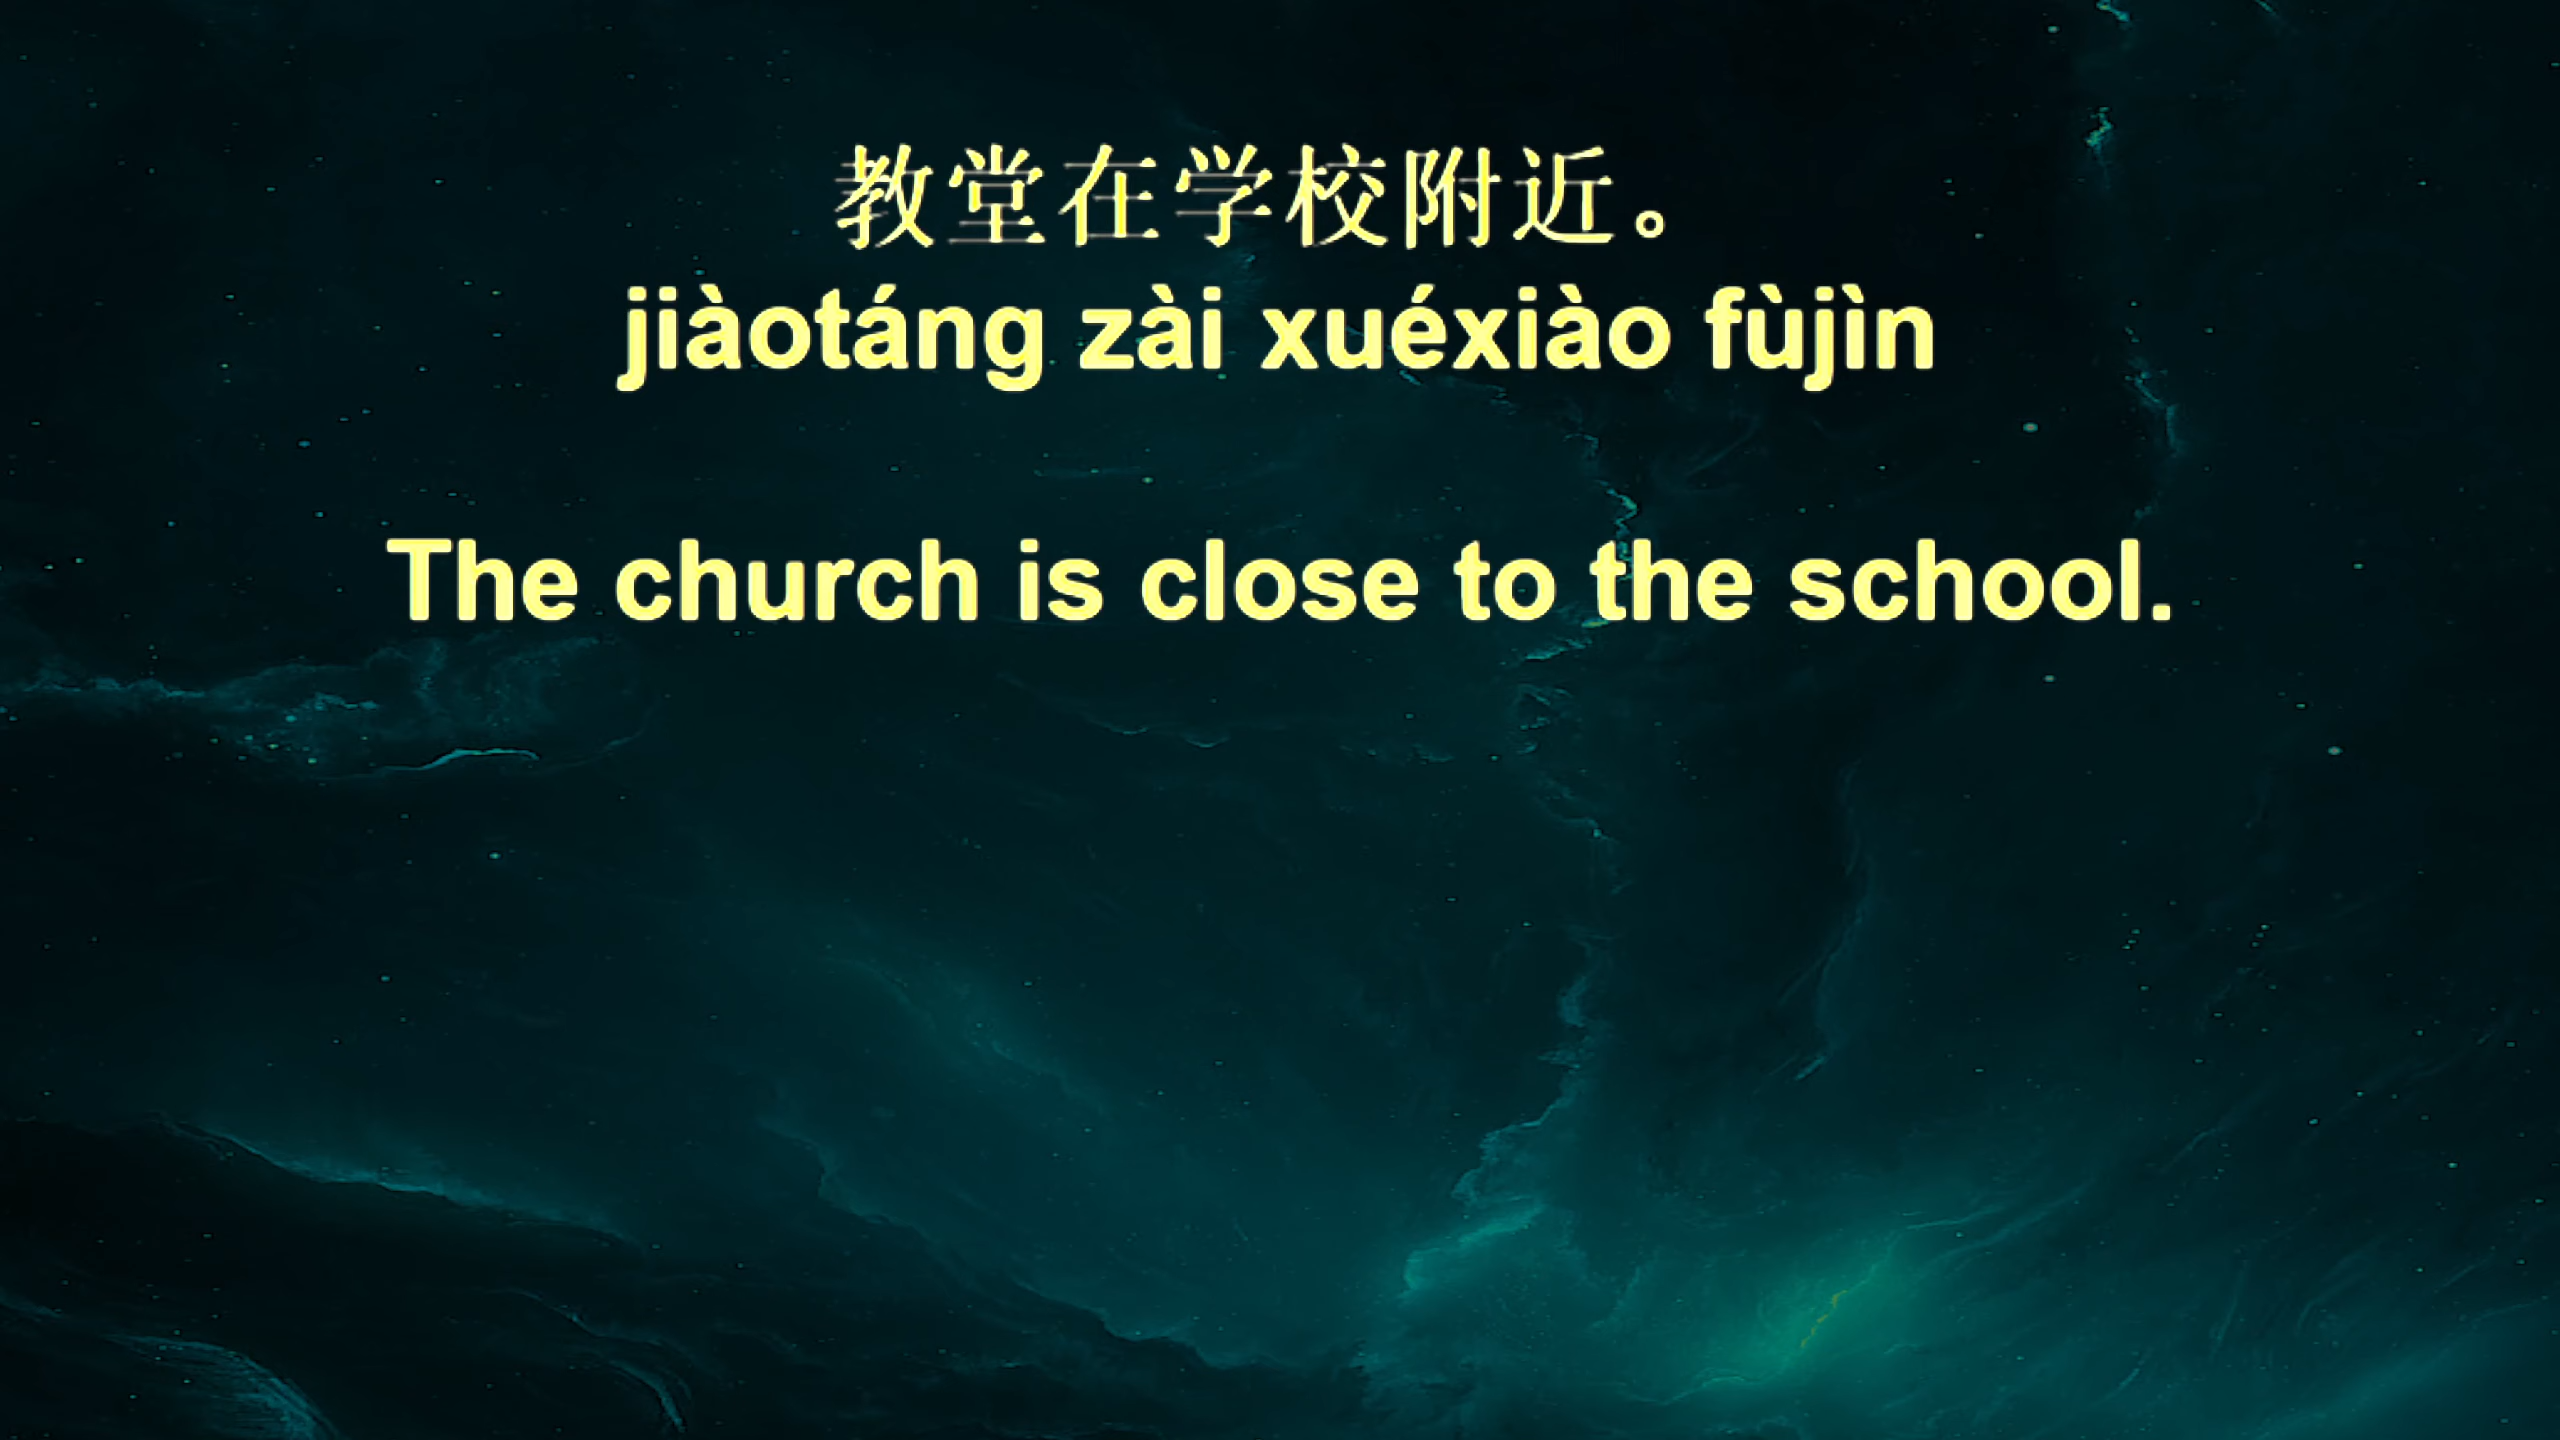 教堂在学校附近。
jiàotáng zài xuéxiào fùjìn
The church is close to the school.